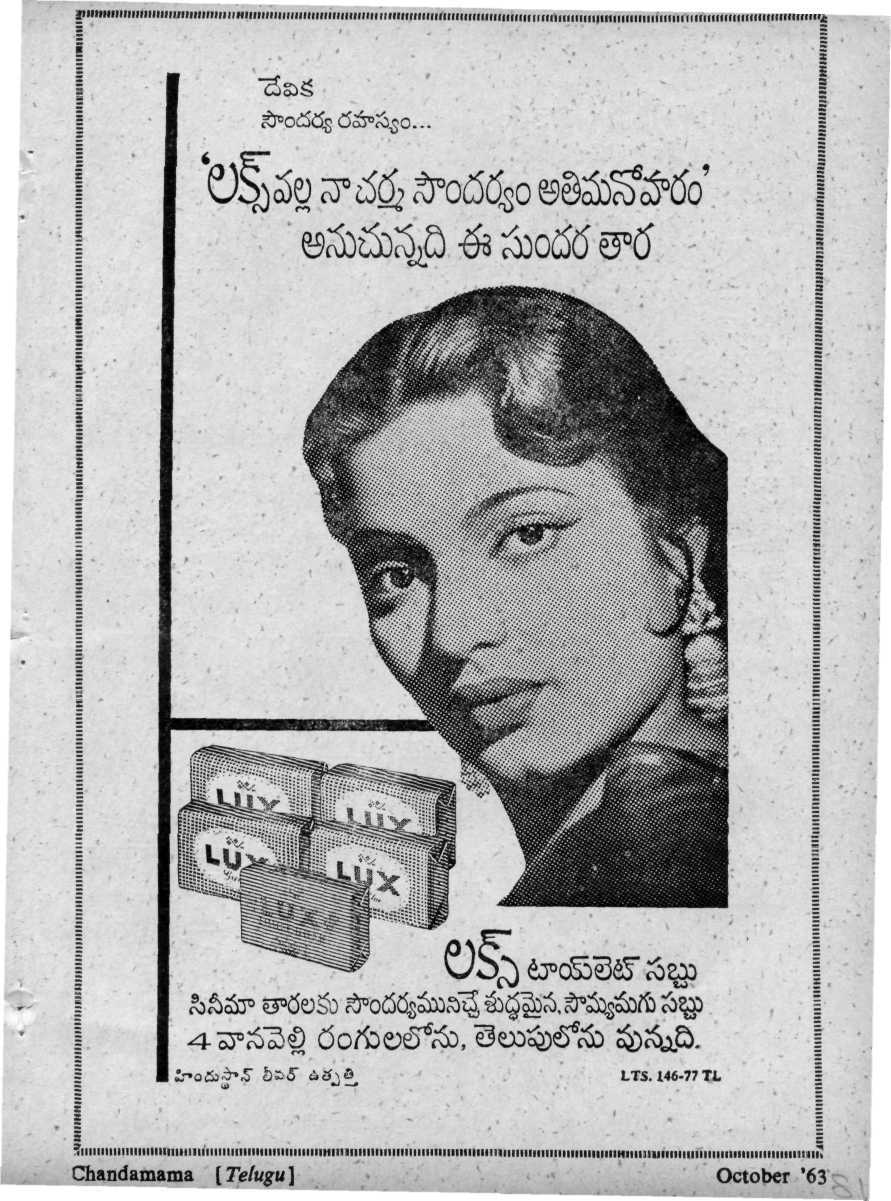 దేవిక
సౌందర్య రహస్యం...
‘లక్స్ వల్ల నా చర్మ సౌందర్యం అతిమనోహరం’
అనుచున్నది ఈ సుందర తార
LUX
LUX
LUX
LUX
LUX
లక్స్ టాయ్‌లెట్ సబ్బు
సినీమా తారలకు సౌందర్యమునిచ్చే శుద్ధమైన, సౌమ్యమగు సబ్బు
4 వానవెల్లి రంగులలోను, తెలుపులోను వున్నది.
హిందుస్థాన్ లీవర్ ఉత్పత్తి
LTS. 146-77 TL
Chandamama [Telugu]
October '63